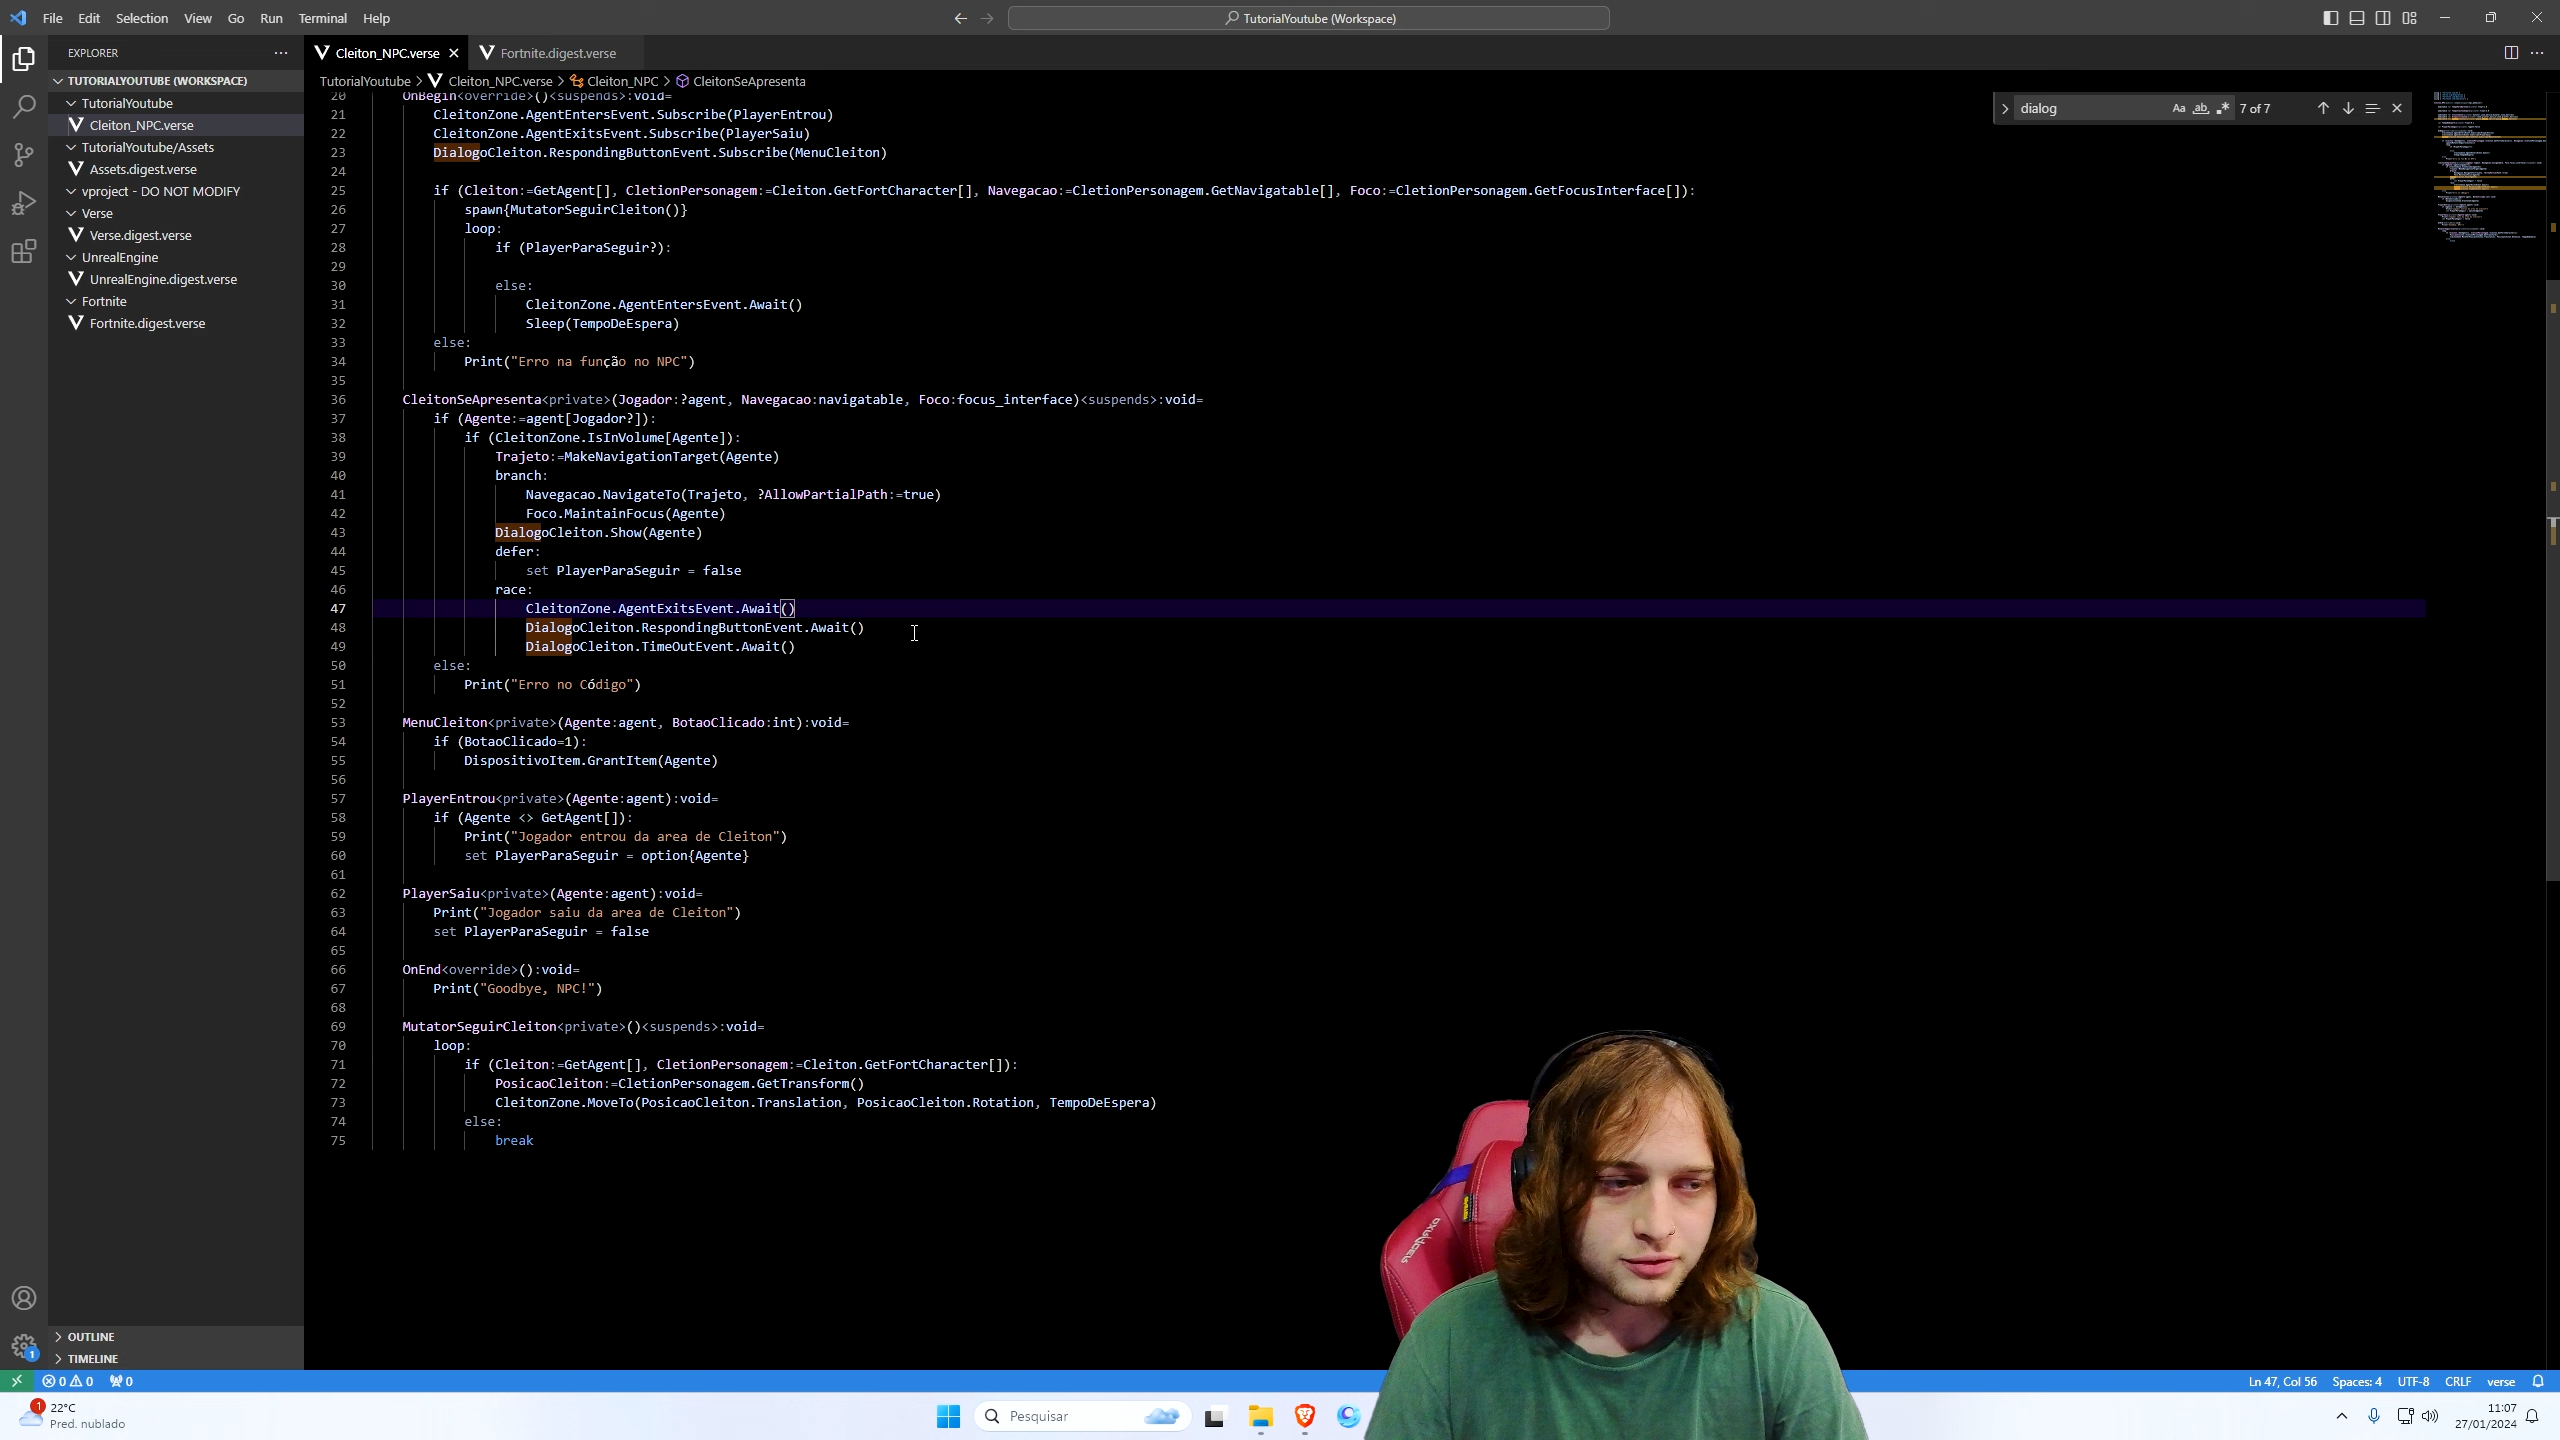 File Edit Selection View Go Run Terminal Help
TutorialYoutube (Workspace)
EXPLORER
TUTORIALYOUTUBE (WORKSPACE)
TutorialYoutube
Cleiton_NPC.verse
TutorialYoutube/Assets
Assets.digest.verse
vproject - DO NOT MODIFY
Verse
Verse.digest.verse
UnrealEngine
UnrealEngine.digest.verse
Fortnite
Fortnite.digest.verse
OUTLINE
TIMELINE
Cleiton_NPC.verse Fortnite.digest.verse
TutorialYoutube > Cleiton_NPC.verse > Cleiton_NPC > CleitonSeApresenta
dialog Aa ab 7 of 7
20 OnBegin<override>()<suspends>:void=
21 CleitonZone.AgentEntersEvent.Subscribe(PlayerEntrou)
22 CleitonZone.AgentExitsEvent.Subscribe(PlayerSaiu)
23 DialogoCleiton.RespondingButtonEvent.Subscribe(MenuCleiton)
24
25 if (Cleiton:=GetAgent[], CletionPersonagem:=Cleiton.GetFortCharacter[], Navegacao:=CletionPersonagem.GetNavigatable[], Foco:=CletionPersonagem.GetFocusInterface[]):
26 spawn{MutatorSeguirCleiton()}
27 loop:
28 if (PlayerParaSeguir?):
29
30 else:
31 CleitonZone.AgentEntersEvent.Await()
32 Sleep(TempoDeEspera)
33 else:
34 Print("Erro na função no NPC")
35
36 CleitonSeApresenta<private>(Jogador:?agent, Navegacao:navigatable, Foco:focus_interface)<suspends>:void=
37 if (Agente:=agent[Jogador?]):
38 if (CleitonZone.IsInVolume[Agente]):
39 Trajeto:=MakeNavigationTarget(Agente)
40 branch:
41 Navegacao.NavigateTo(Trajeto, ?AllowPartialPath:=true)
42 Foco.MaintainFocus(Agente)
43 DialogoCleiton.Show(Agente)
44 defer:
45 set PlayerParaSeguir = false
46 race:
47 CleitonZone.AgentExitsEvent.Await()
48 DialogoCleiton.RespondingButtonEvent.Await()
49 DialogoCleiton.TimeOutEvent.Await()
50 else:
51 Print("Erro no Código")
52
53 MenuCleiton<private>(Agente:agent, BotaoClicado:int):void=
54 if (BotaoClicado=1):
55 DispositivoItem.GrantItem(Agente)
56
57 PlayerEntrou<private>(Agente:agent):void=
58 if (Agente <> GetAgent[]):
59 Print("Jogador entrou da area de Cleiton")
60 set PlayerParaSeguir = option{Agente}
61
62 PlayerSaiu<private>(Agente:agent):void=
63 Print("Jogador saiu da area de Cleiton")
64 set PlayerParaSeguir = false
65
66 OnEnd<override>():void=
67 Print("Goodbye, NPC!")
68
69 MutatorSeguirCleiton<private>()<suspends>:void=
70 loop:
71 if (Cleiton:=GetAgent[], CletionPersonagem:=Cleiton.GetFortCharacter[]):
72 PosicaoCleiton:=CletionPersonagem.GetTransform()
73 CleitonZone.MoveTo(PosicaoCleiton.Translation, PosicaoCleiton.Rotation, TempoDeEspera)
74 else:
75 break
DXRACER
1
0 0 0
Ln 47, Col 56 Spaces: 4 UTF-8 CRLF verse
1
22°C
Pred. nublado
Pesquisar
11:07
27/01/2024